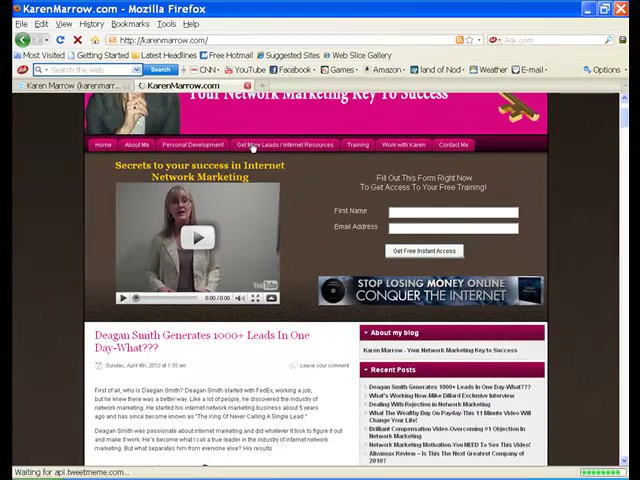 KarenMarrow.com - Mozilla Firefox
File Edit View History Bookmarks Tools Help
http://karenmarrow.com/
Ask.com
Most Visited Getting Started Latest Headlines Free Hotmail Suggested Sites Web Slice Gallery
Search the web Search CNN YouTube Facebook Games Amazon land of Nod Weather E-mail Options
Karen Marrow (karenmarr... KarenMarrow.com
Your Network Marketing Key To Success
Home About Me Personal Development Get More Leads / Internet Resources Training Work with Karen Contact Me
Secrets to your success in Internet
Network Marketing
Fill Out This Form Right Now
To Get Access To Your Free Training!
First Name
Email Address
Get Free Instant Access
YouTube
0:00 / 0:00
STOP LOSING MONEY ONLINE
CONQUER THE INTERNET
Deagan Smith Generates 1000+ Leads In One
Day-What???
Sunday, April 4th, 2010 at 1:55 am
Leave your comment
First of all, who is Daegan Smith? Deagan Smith started with FedEx, working a job,
but he knew there was a better way. Like a lot of people, he discovered the industry of
network marketing. He started his internet network marketing business about 5 years
ago and has since become known as "The King Of Never Calling A Single Lead."
Deagan Smith was passionate about internet marketing and did whatever it took to figure it out
and make it work. He's become what I call a true leader in the industry of internet network
marketing. But what separates him from everyone else? His results.
About my blog
Karen Marrow - Your Network Marketing Key to Success
Recent Posts
Deagan Smith Generates 1000+ Leads In One Day-What???
What's Working Now-Mike Dillard Exclusive Interview
Dealing With Rejection in Network Marketing
What The Wealthy Buy On Payday-This 11 Minute Video Will
Change Your Life!
Brilliant Compensation Video-Overcoming #1 Objection In
Network Marketing
Network Marketing Motivation-You NEED To See This Video!
Alivamax Review – Is This The Next Greatest Company of
2010?
Waiting for api.tweetmeme.com...